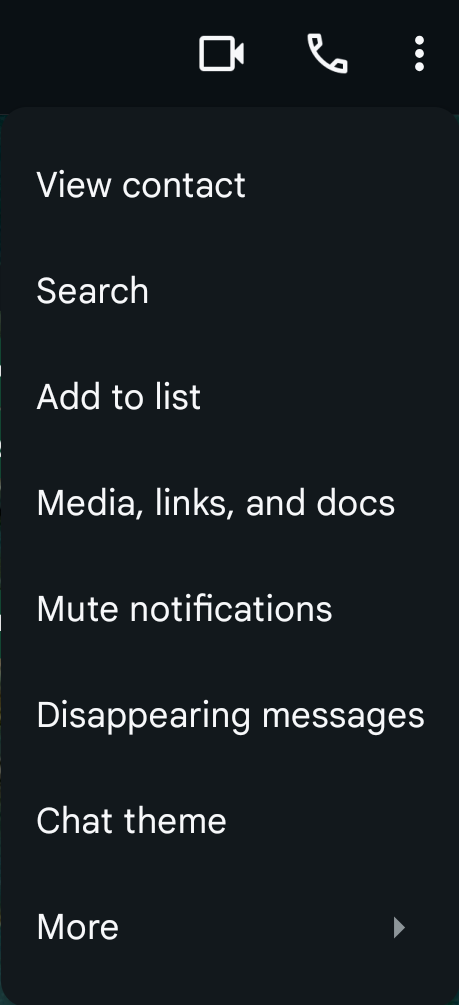 View contact
Search
Add to list
Media, links, and docs
Mute notifications
Disappearing messages
Chat theme
More